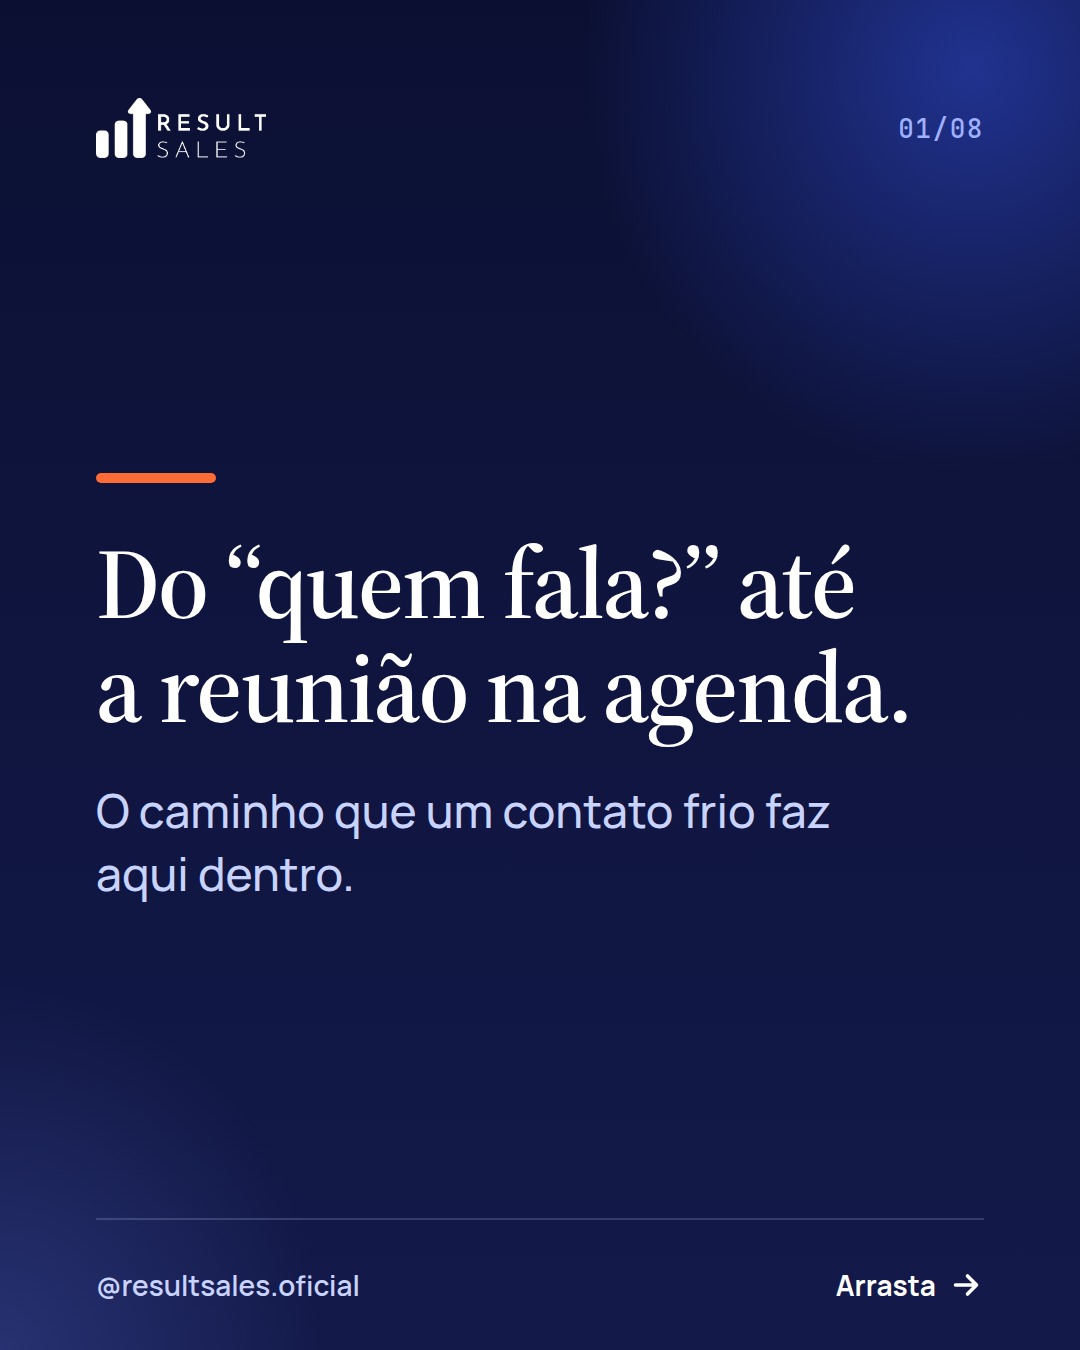 RESULT
SALES
01/08
Do “quem fala?” até
a reunião na agenda.
O caminho que um contato frio faz
aqui dentro.
@resultsales.oficial
Arrasta →